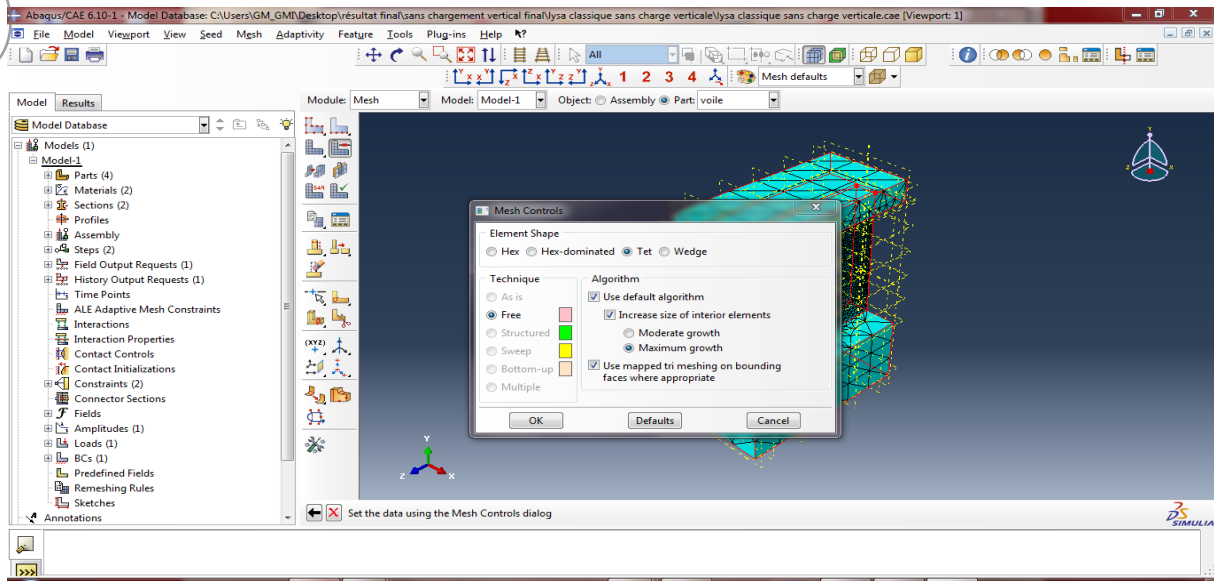 Abaqus/CAE 6.10-1 - Model Database: C:\Users\GM_GMI\Desktop\résultat final\sans chargement vertical final\lysa classique sans charge verticale\lysa classique sans charge verticale.cae [Viewport: 1]
File Model Viewport View Seed Mesh Adaptivity Feature Tools Plug-ins Help
All
1 2 3 4 Mesh defaults
Model Results
Module: Mesh Model: Model-1 Object: Assembly Part: voile
Model Database
Models (1)
Model-1
Parts (4)
Materials (2)
Sections (2)
Profiles
Assembly
Steps (2)
Field Output Requests (1)
History Output Requests (1)
Time Points
ALE Adaptive Mesh Constraints
Interactions
Interaction Properties
Contact Controls
Contact Initializations
Constraints (2)
Connector Sections
Fields
Amplitudes (1)
Loads (1)
BCs (1)
Predefined Fields
Remeshing Rules
Sketches
Annotations
(XYZ)
Mesh Controls
Element Shape
Hex Hex-dominated Tet Wedge
Technique
As is
Free
Structured
Sweep
Bottom-up
Multiple
Algorithm
Use default algorithm
Increase size of interior elements
Moderate growth
Maximum growth
Use mapped tri meshing on bounding
faces where appropriate
OK Defaults Cancel
Y
Z X
Set the data using the Mesh Controls dialog
SIMULIA
>>>